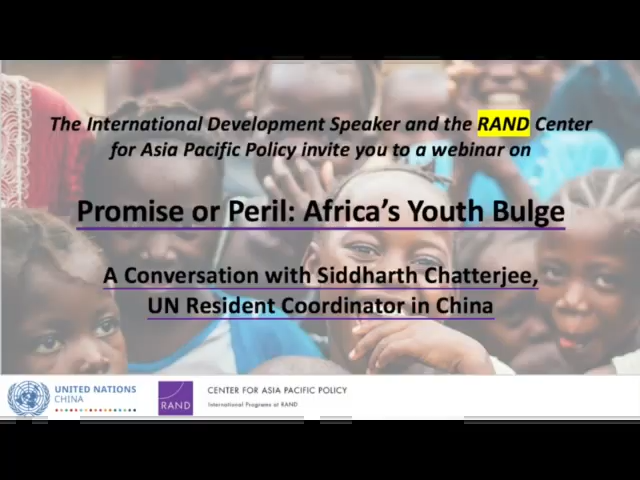 The International Development Speaker and the RAND Center
for Asia Pacific Policy invite you to a webinar on
Promise or Peril: Africa's Youth Bulge
A Conversation with Siddharth Chatterjee,
UN Resident Coordinator in China
UNITED NATIONS
CHINA
RAND
CENTER FOR ASIA PACIFIC POLICY
International Programs at RAND